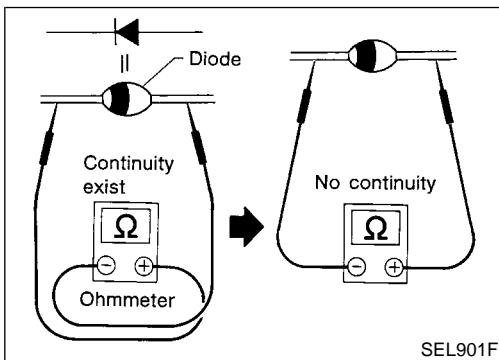 Diode
Continuity
exist
No continuity
Ω
Ω
− +
− +
Ohmmeter
SEL901F